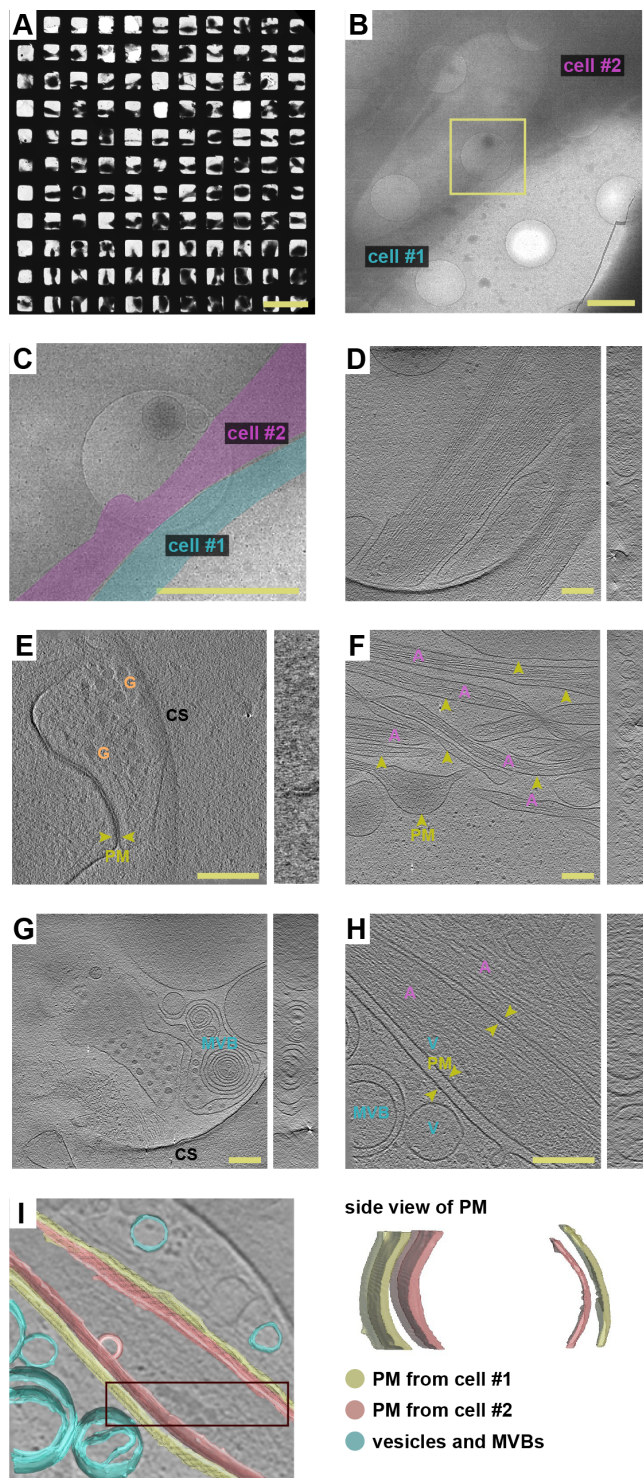 A
B
cell #2
cell #1
C
cell #2
cell #1
D
E
G
CS
G
PM
F
A
A
A
A
A
PM
G
MVB
CS
H
A
A
V
PM
MVB
V
I
side view of PM
PM from cell #1
PM from cell #2
vesicles and MVBs